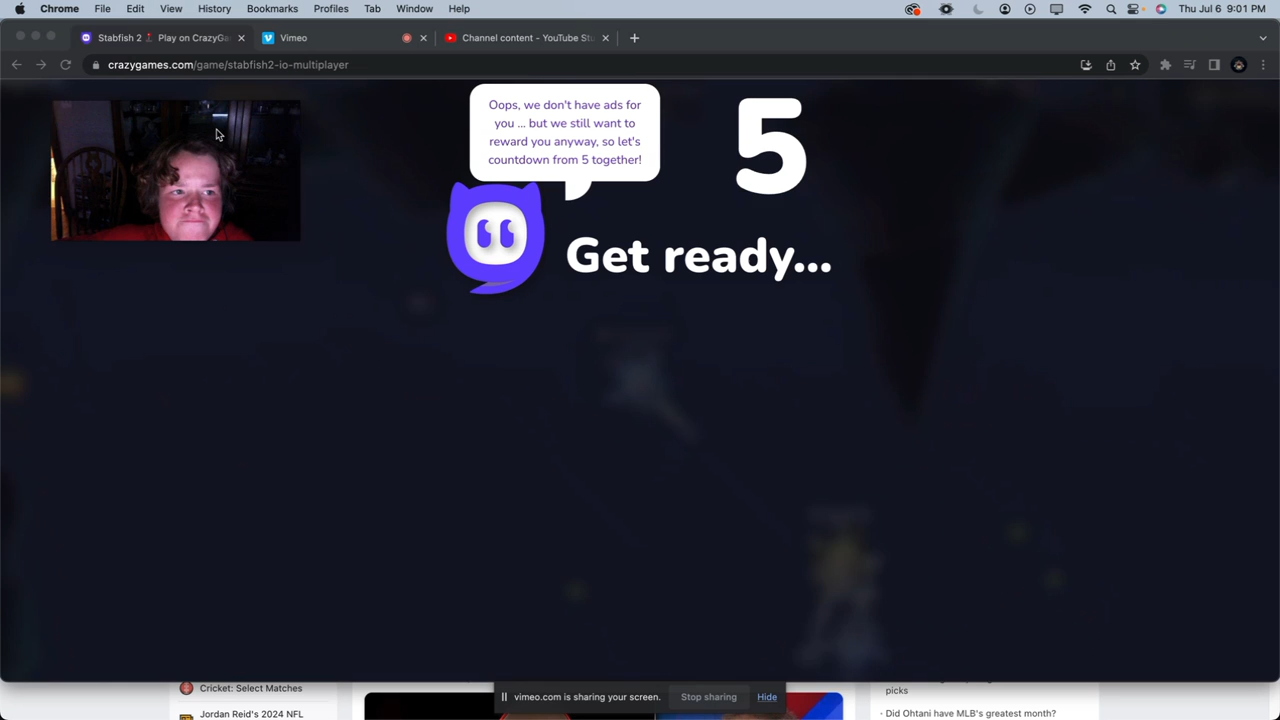 Chrome File Edit View History Bookmarks Profiles Tab Window Help Thu Jul 6 9:01 PM
Stabfish 2 Play on CrazyGa Vimeo Channel content - YouTube Stu
crazygames.com/game/stabfish2-io-multiplayer
Oops, we don't have ads for
you ... but we still want to
reward you anyway, so let's
countdown from 5 together!
5
Get ready...
Cricket: Select Matches
Jordan Reid's 2024 NFL
vimeo.com is sharing your screen. Stop sharing Hide
picks
· Did Ohtani have MLB's greatest month?